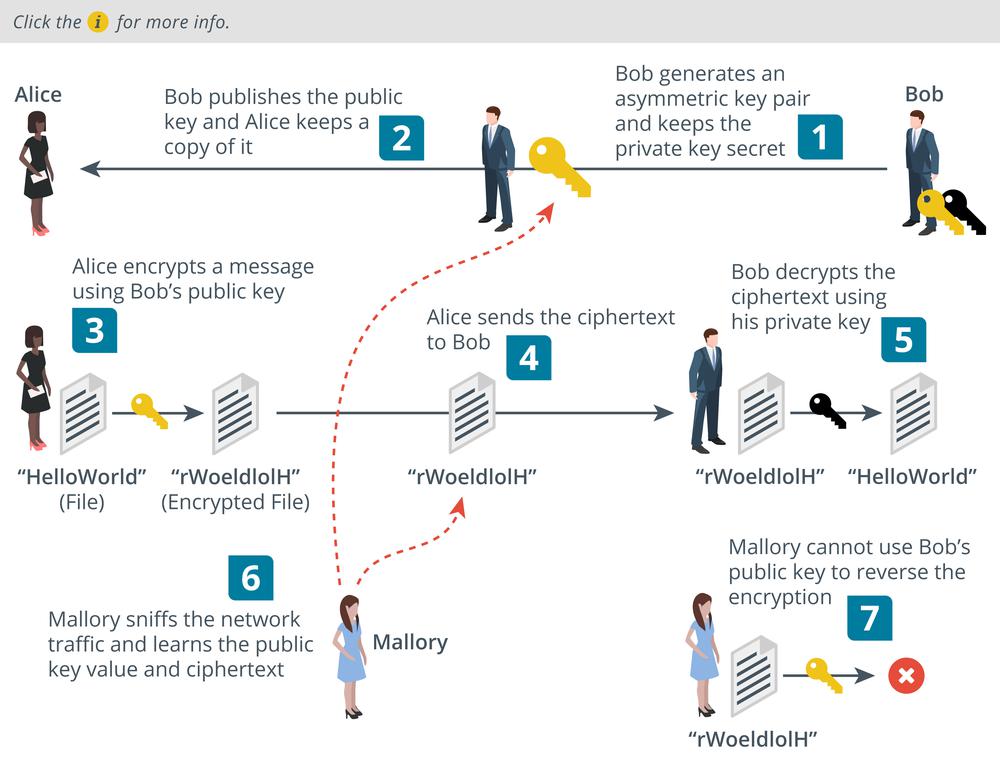 Click the i for more info.
Alice
Bob publishes the public
key and Alice keeps a
copy of it
2
Bob generates an
asymmetric key pair
and keeps the
private key secret
1
Bob
Alice encrypts a message
using Bob's public key
3
Alice sends the ciphertext
to Bob
4
Bob decrypts the
ciphertext using
his private key
5
“HelloWorld”
(File)
“rWoeldlolH”
(Encrypted File)
“rWoeldlolH”
“rWoeldlolH”
“HelloWorld”
6
Mallory sniffs the network
traffic and learns the public
key value and ciphertext
Mallory
Mallory cannot use Bob's
public key to reverse the
encryption
7
“rWoeldlolH”